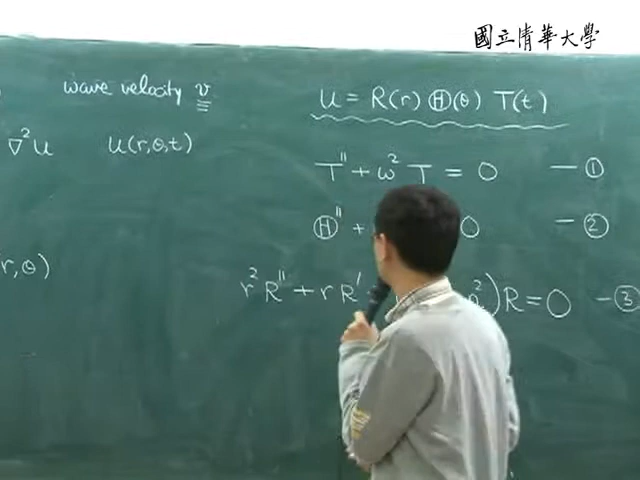 國立清華大學
wave velocity v
U = R(r) Ⓗ(θ) T(t)
∇²u U(r,θ,t)
T'' + ω² T = 0 — ①
Ⓗ'' + 0 — ②
r,θ)
r² R'' + r R' ²)R = 0 — ③